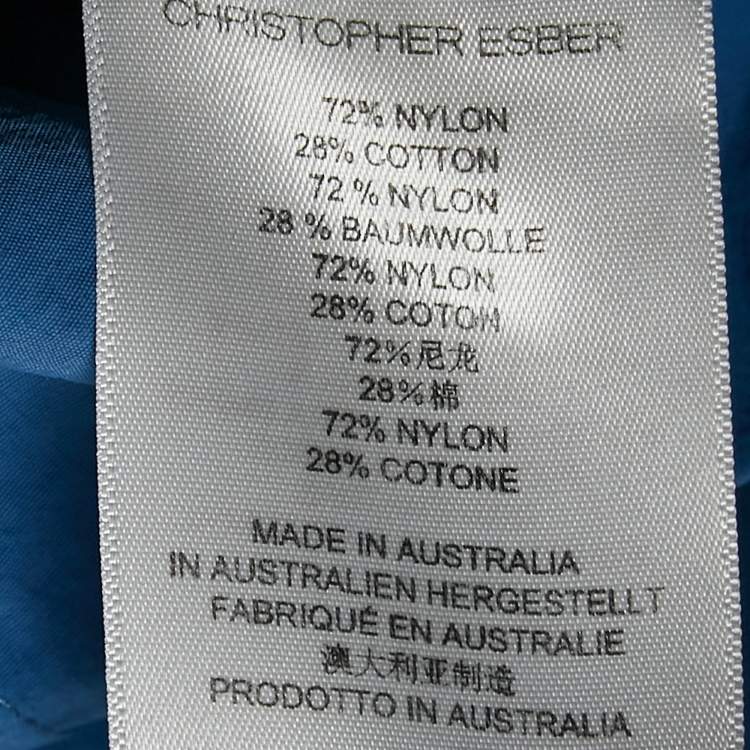 CHRISTOPHER ESBER
72% NYLON
28% COTTON
72 % NYLON
28 % BAUMWOLLE
72% NYLON
28% COTON
72%尼龙
28%棉
72% NYLON
28% COTONE
MADE IN AUSTRALIA
IN AUSTRALIEN HERGESTELLT
FABRIQUÉ EN AUSTRALIE
澳大利亚制造
PRODOTTO IN AUSTRALIA